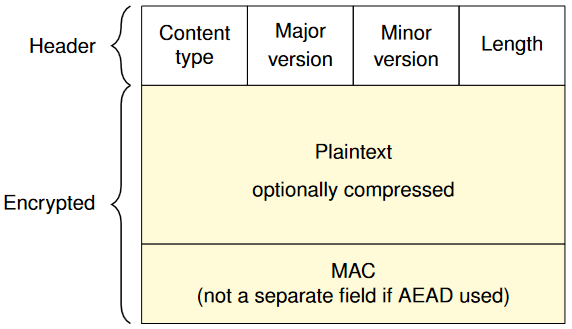 Header
Content
type
Major
version
Minor
version
Length
Encrypted
Plaintext
optionally compressed
MAC
(not a separate field if AEAD used)